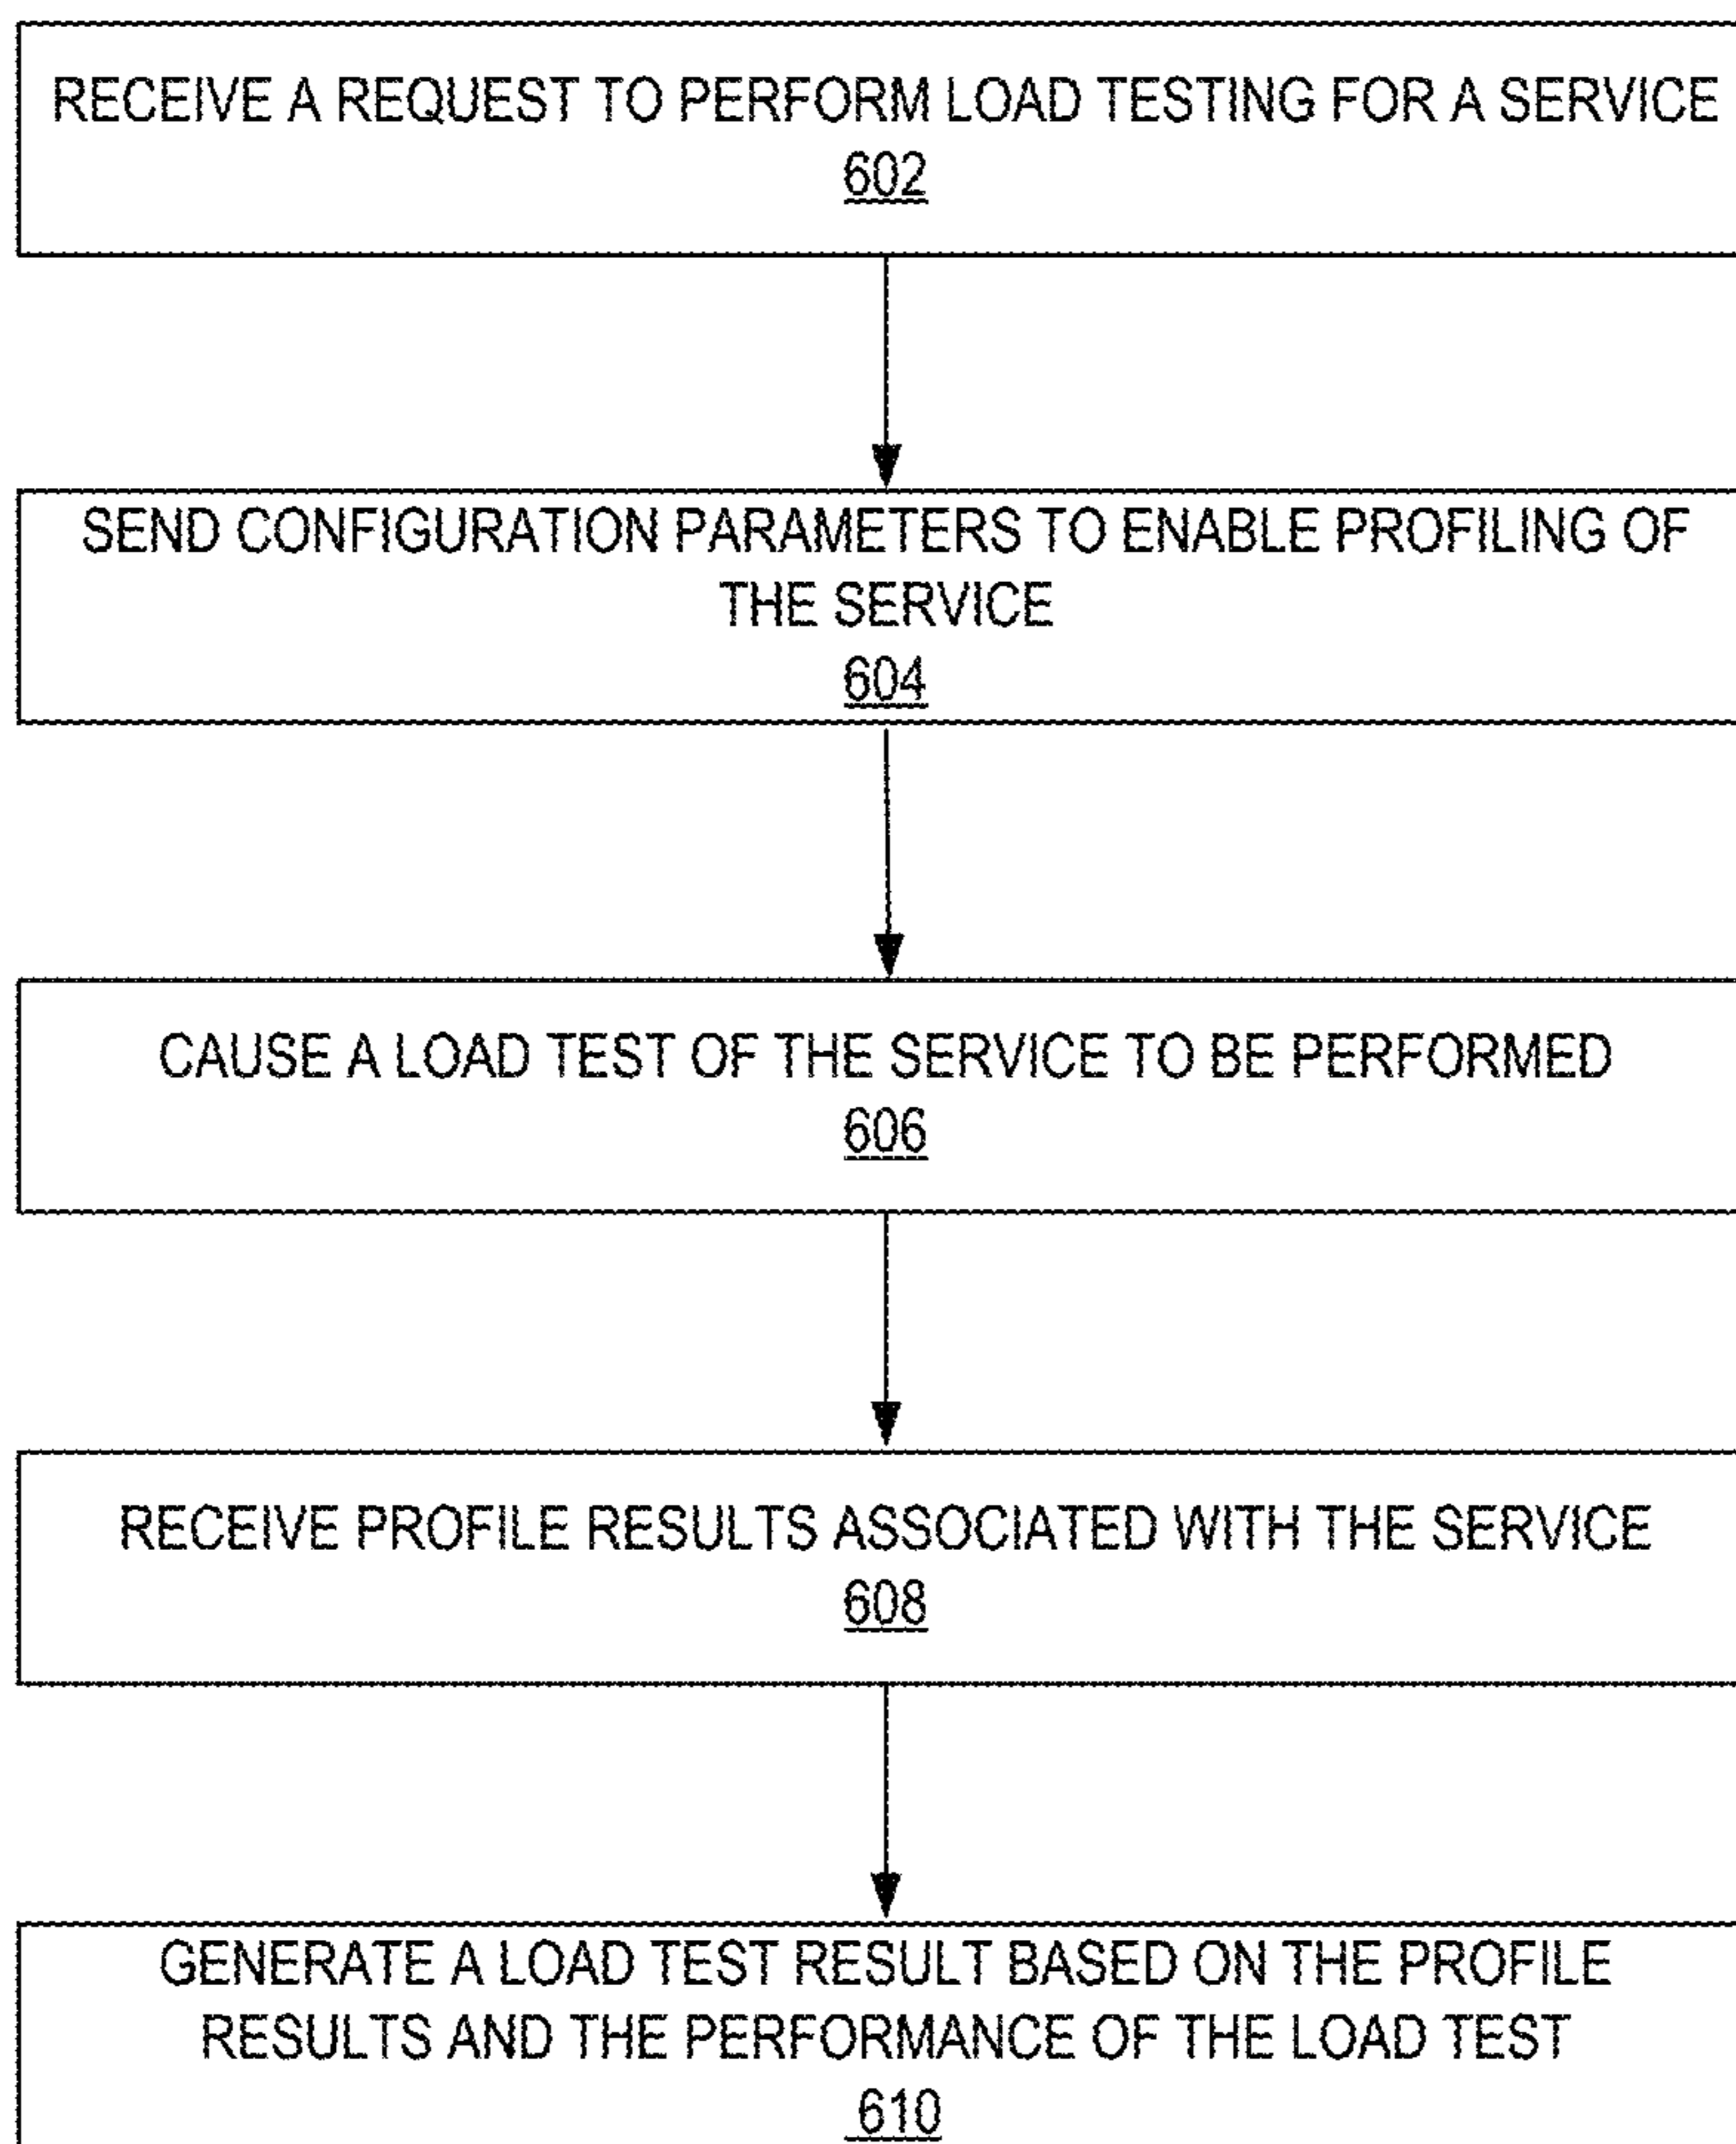 RECEIVE A REQUEST TO PERFORM LOAD TESTING FOR A SERVICE
602
SEND CONFIGURATION PARAMETERS TO ENABLE PROFILING OF
THE SERVICE
604
CAUSE A LOAD TEST OF THE SERVICE TO BE PERFORMED
606
RECEIVE PROFILE RESULTS ASSOCIATED WITH THE SERVICE
608
GENERATE A LOAD TEST RESULT BASED ON THE PROFILE
RESULTS AND THE PERFORMANCE OF THE LOAD TEST
610